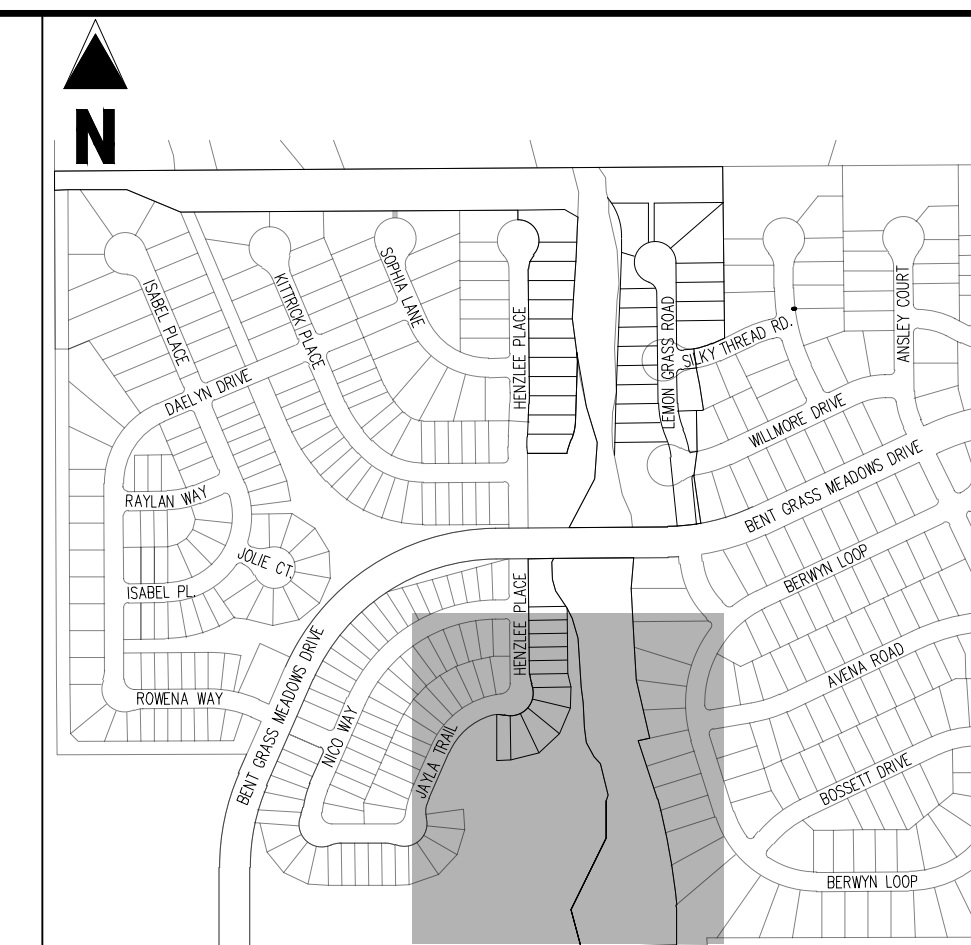 N
ISABEL PLACE
KITTRICK PLACE
SOPHIA LANE
HENZLEE PLACE
LEMON GRASS ROAD
SILKY THREAD RD.
ANSLEY COURT
DAELYN DRIVE
WILLMORE DRIVE
BENT GRASS MEADOWS DRIVE
RAYLAN WAY
JOLIE CT.
ISABEL PL.
BERWYN LOOP
HENZLEE PLACE
AVENA ROAD
ROWENA WAY
BENT GRASS MEADOWS DRIVE
NICO WAY
JAYLA TRAIL
BOSSETT DRIVE
BERWYN LOOP